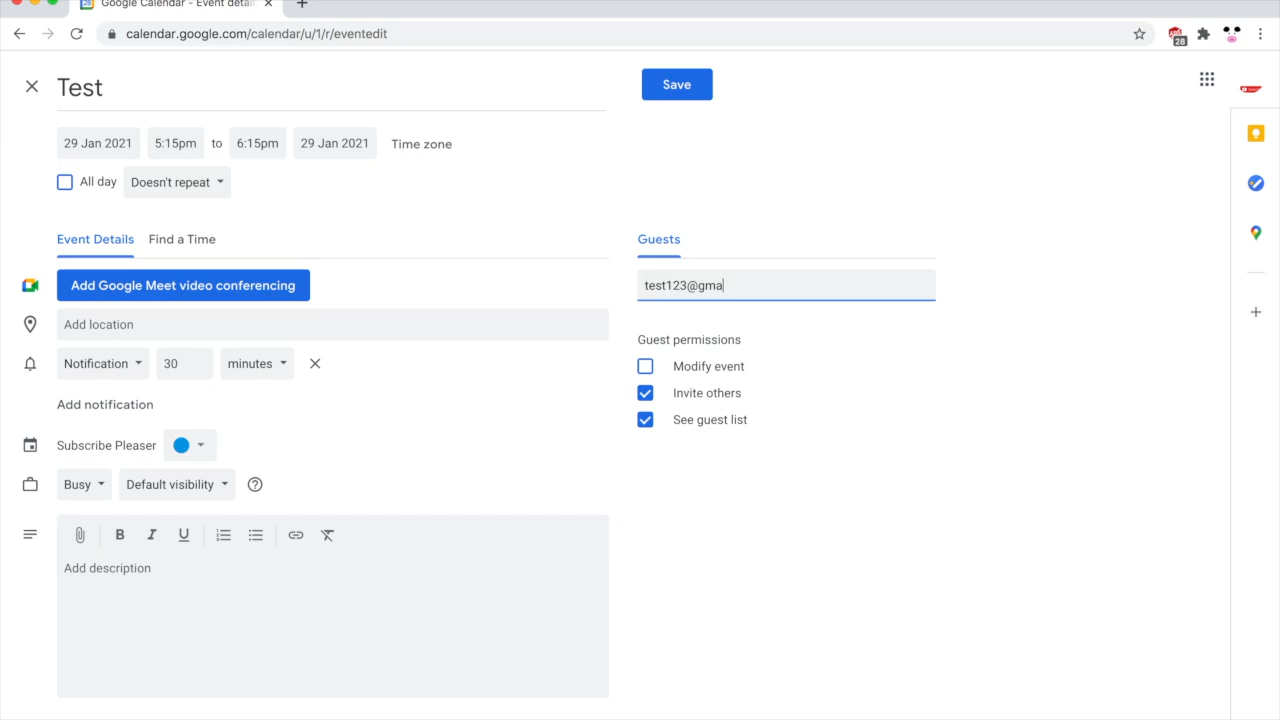 Google Calendar - Event detail
calendar.google.com/calendar/u/1/r/eventedit
28
Test
Save
29 Jan 2021 5:15pm to 6:15pm 29 Jan 2021 Time zone
All day Doesn't repeat
Event Details Find a Time
Guests
Add Google Meet video conferencing
test123@gma
Add location
Guest permissions
Notification 30 minutes
Modify event
Invite others
Add notification
See guest list
Subscribe Pleaser
Busy Default visibility
B I U
Add description